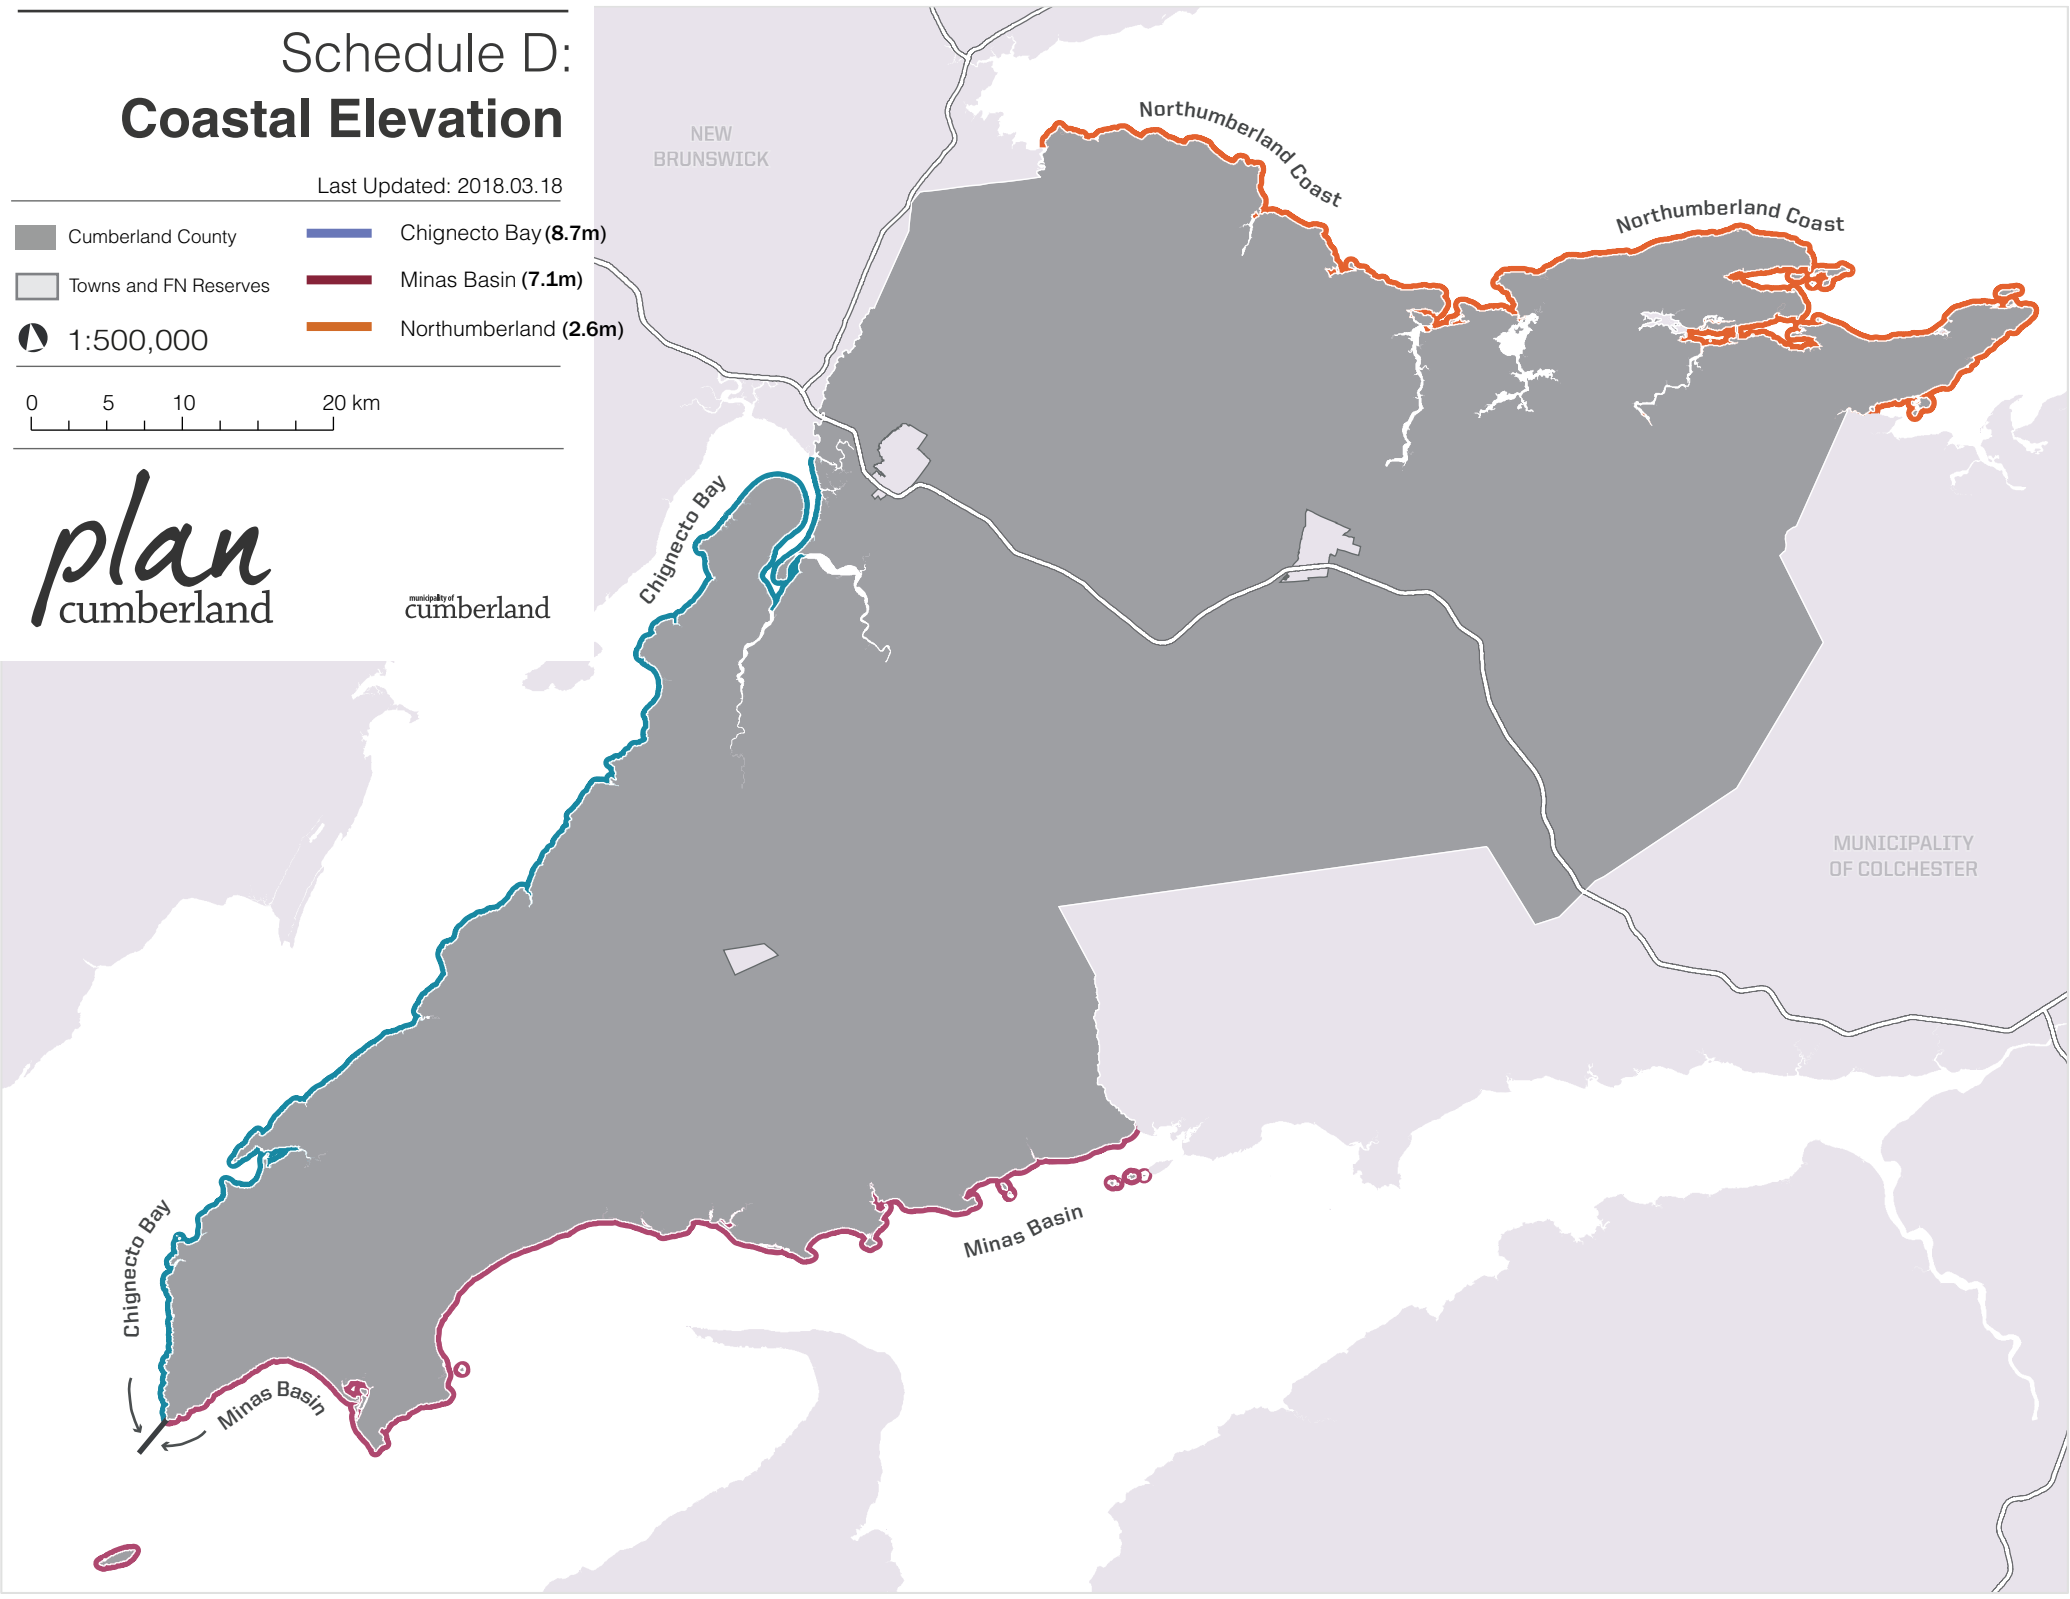 Schedule D:
Coastal Elevation
Last Updated: 2018.03.18
Cumberland County
Towns and FN Reserves
1:500,000
Chignecto Bay (8.7m)
Minas Basin (7.1m)
Northumberland (2.6m)
0 5 10 20 km
plan
cumberland
municipality of
cumberland
NEW
BRUNSWICK
Northumberland Coast
Northumberland Coast
Chignecto Bay
MUNICIPALITY
OF COLCHESTER
Minas Basin
Chignecto Bay
Minas Basin